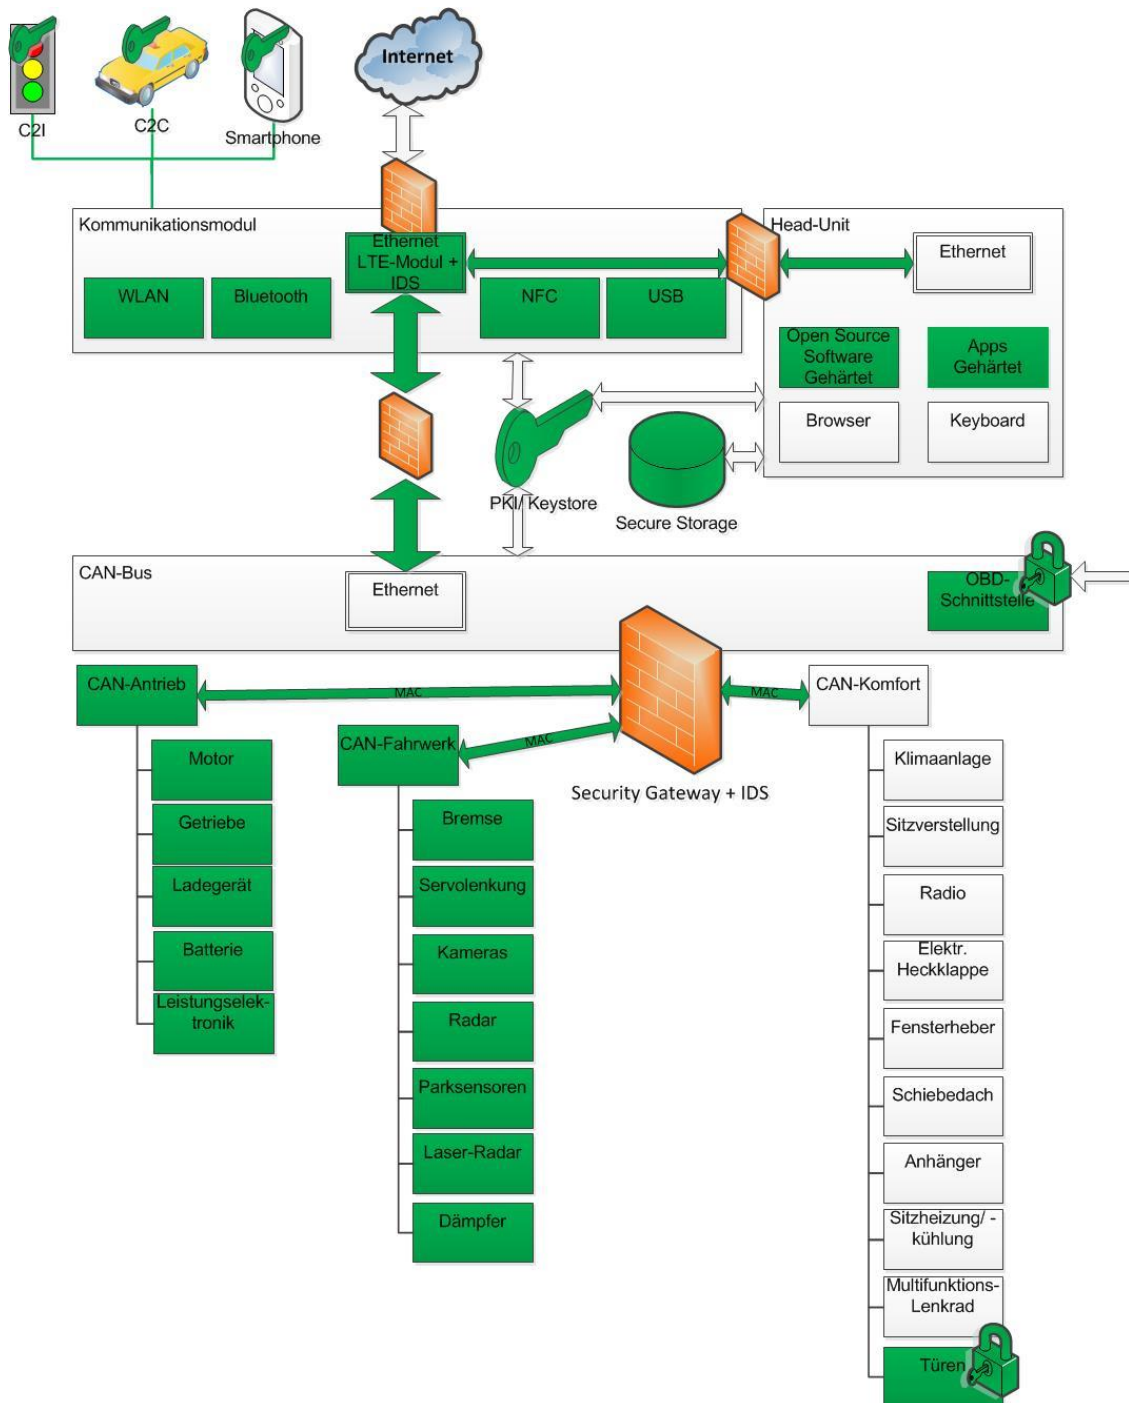 C2I
C2C
Smartphone
Internet
Kommunikationsmodul
Head-Unit
Ethernet
LTE-Modul +
IDS
Ethernet
WLAN
Bluetooth
NFC
USB
Open Source
Software
Gehärtet
Apps
Gehärtet
Browser
Keyboard
PKI/ Keystore
Secure Storage
CAN-Bus
Ethernet
OBD-
Schnittstelle
CAN-Antrieb
MAC
MAC
CAN-Komfort
CAN-Fahrwerk
MAC
Security Gateway + IDS
Motor
Getriebe
Ladegerät
Batterie
Leistungselek-
tronik
Bremse
Servolenkung
Kameras
Radar
Parksensoren
Laser-Radar
Dämpfer
Klimaanlage
Sitzverstellung
Radio
Elektr.
Heckklappe
Fensterheber
Schiebedach
Anhänger
Sitzheizung/ -
kühlung
Multifunktions-
Lenkrad
Türen